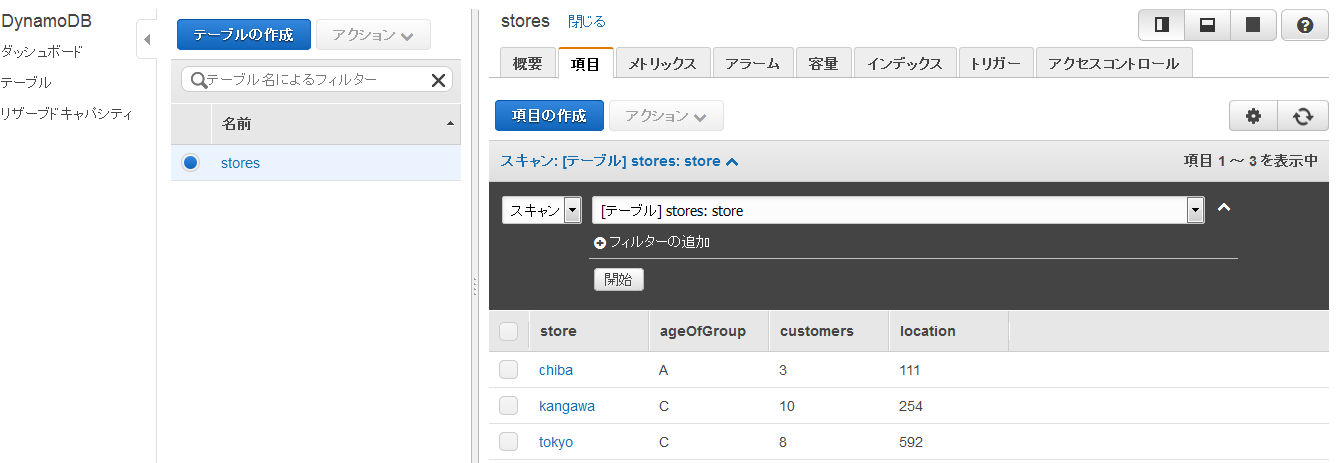 DynamoDB
ダッシュボード
テーブル
リザーブドキャパシティ
テーブルの作成 アクション
テーブル名によるフィルター
名前
stores
stores 閉じる
概要 項目 メトリックス アラーム 容量 インデックス トリガー アクセスコントロール
項目の作成 アクション
スキャン: [テーブル] stores: store 項目 1 ～ 3 を表示中
スキャン [テーブル] stores: store
フィルターの追加
開始
store ageOfGroup customers location
chiba A 3 111
kangawa C 10 254
tokyo C 8 592